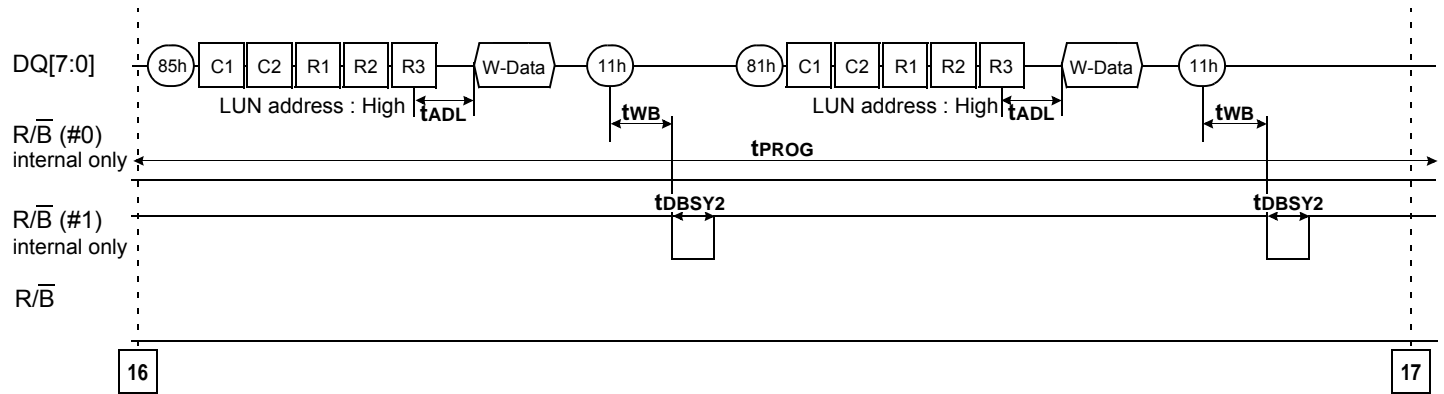 DQ[7:0] 85h C1 C2 R1 R2 R3 W-Data 11h 81h C1 C2 R1 R2 R3 W-Data 11h
LUN address : High tADL LUN address : High tADL
tWB tWB
R/B̅ (#0)
internal only
tPROG
tDBSY2 tDBSY2
R/B̅ (#1)
internal only
R/B̅
16 17